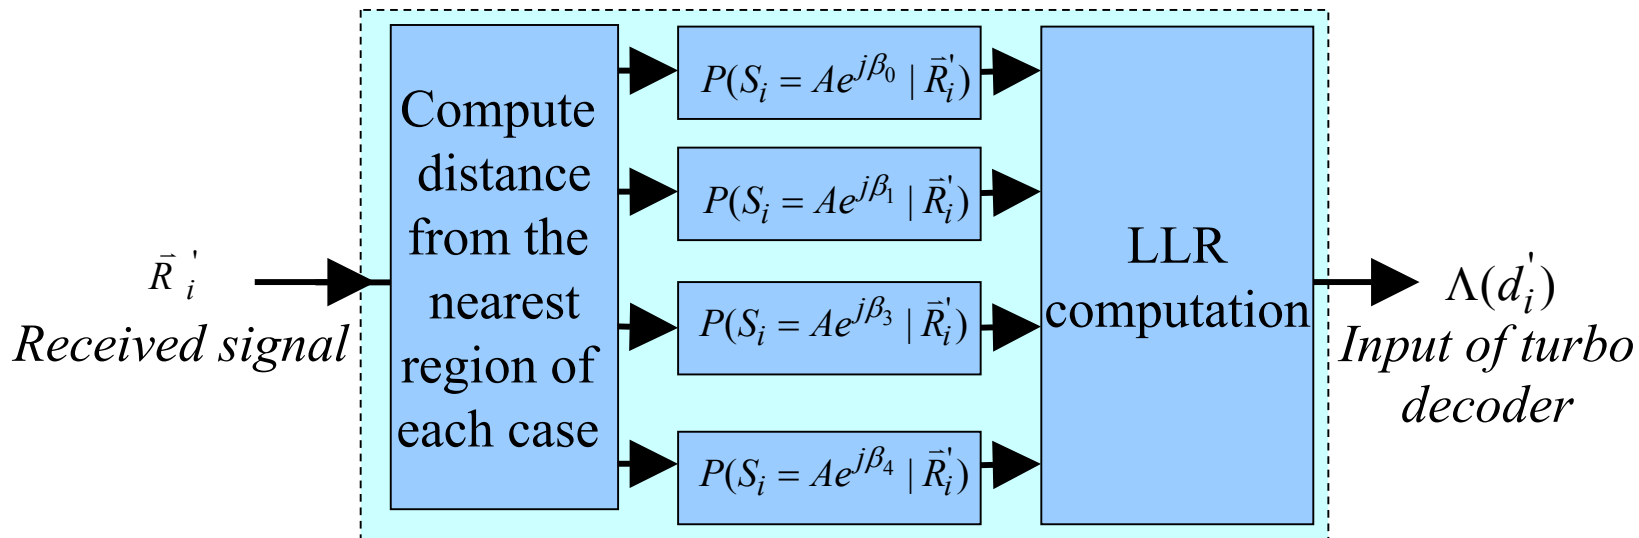 R⃗ᵢ'
Received signal
Compute
distance
from the
nearest
region of
each case
P(Sᵢ = Ae^{jβ₀} | R⃗ᵢ')
P(Sᵢ = Ae^{jβ₁} | R⃗ᵢ')
P(Sᵢ = Ae^{jβ₃} | R⃗ᵢ')
P(Sᵢ = Ae^{jβ₄} | R⃗ᵢ')
LLR
computation
Λ(dᵢ')
Input of turbo
decoder